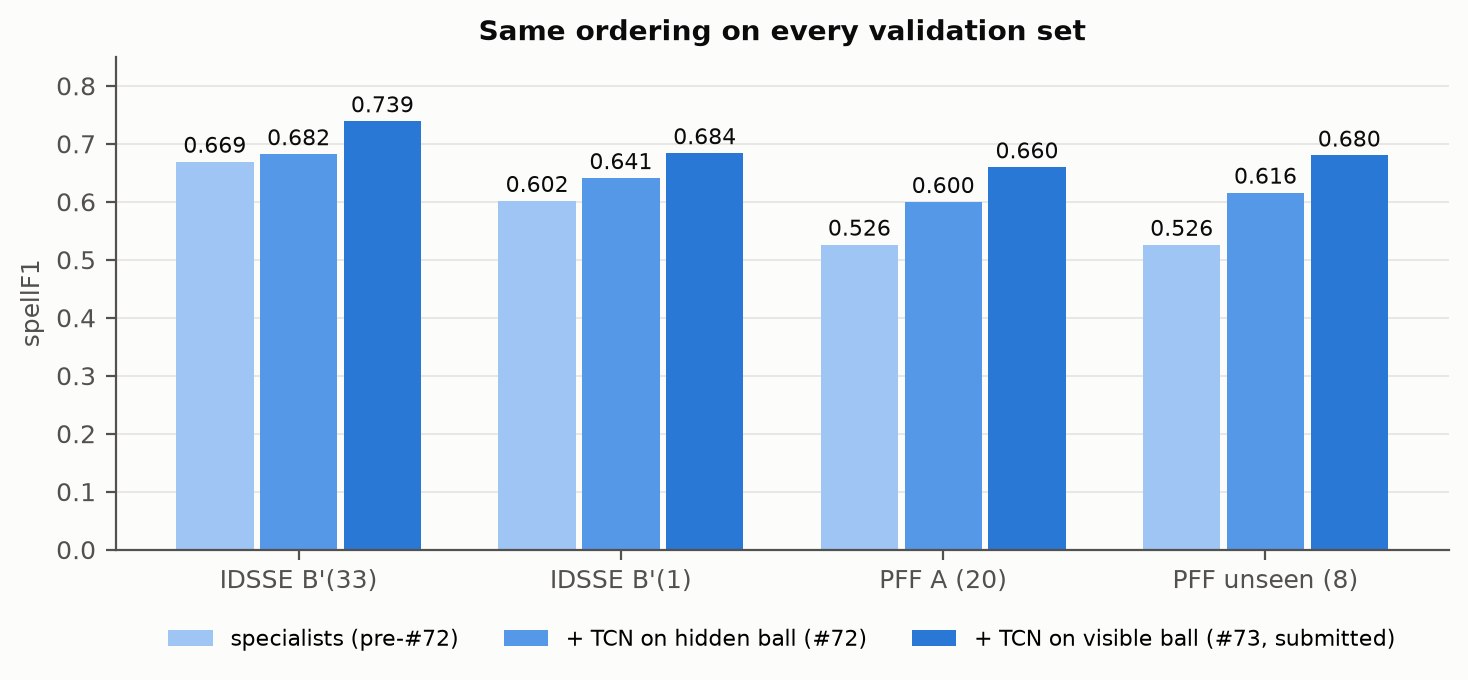 Same ordering on every validation set
spellF1
0.8
0.7
0.6
0.5
0.4
0.3
0.2
0.1
0.0
0.669
0.682
0.739
0.602
0.641
0.684
0.526
0.600
0.660
0.526
0.616
0.680
IDSSE B'(33)
IDSSE B'(1)
PFF A (20)
PFF unseen (8)
specialists (pre-#72)
+ TCN on hidden ball (#72)
+ TCN on visible ball (#73, submitted)